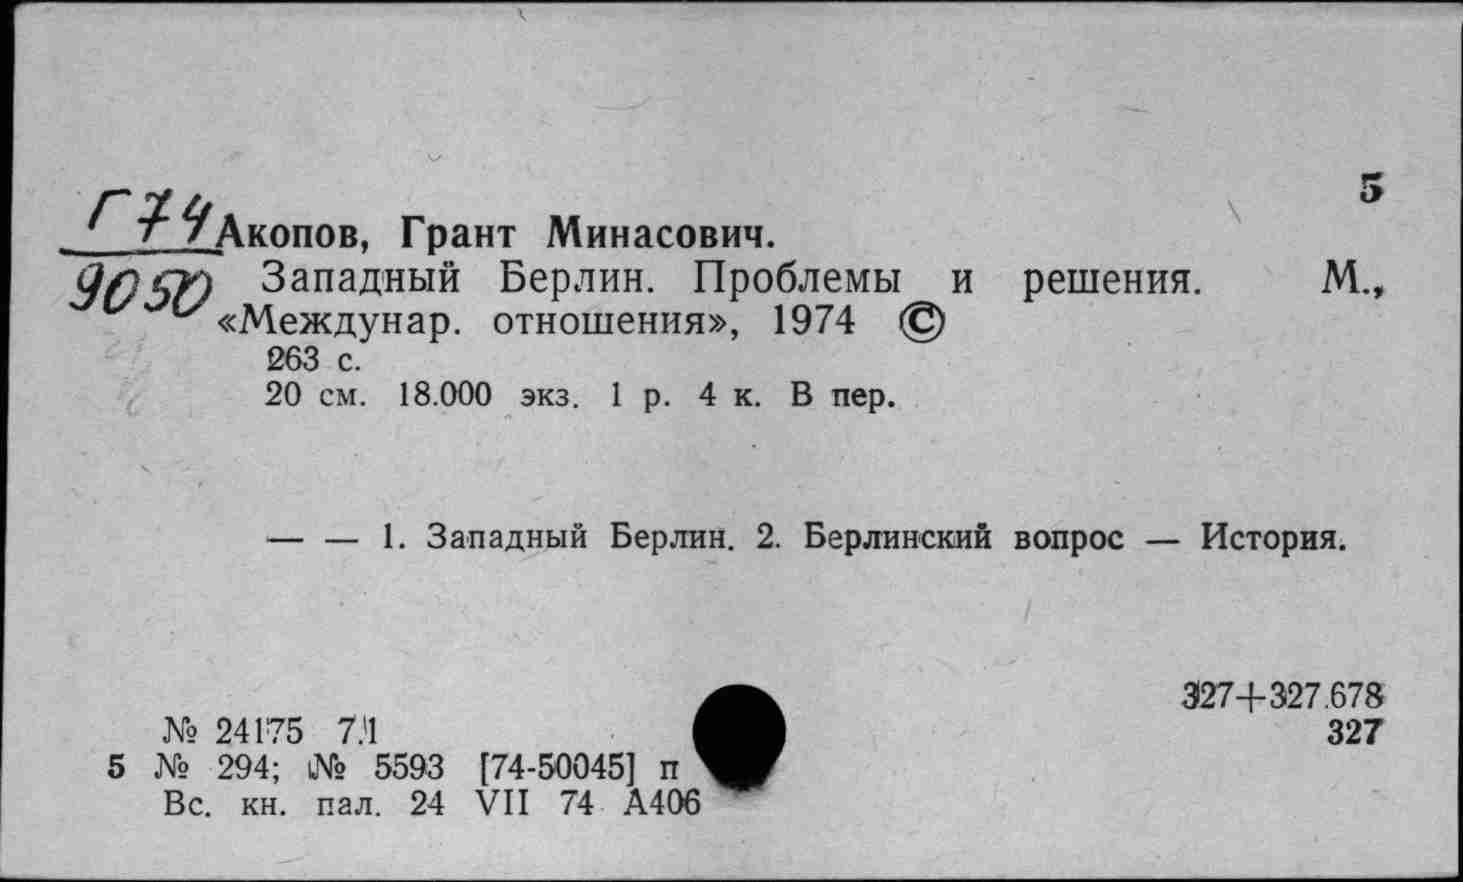 5
Г74 Акопов, Грант Минасович.
9050 Западный Берлин. Проблемы и решения. М.,
«Междунар. отношения», 1974 ©
263 с.
20 см. 18.000 экз. 1 р. 4 к. В пер.
— — 1. Западный Берлин. 2. Берлинский вопрос — История.
327+327.678
№ 24175 7.1 327
5 № 294; № 5593 [74-50045] п
Вс. кн. пал. 24 VII 74 А406